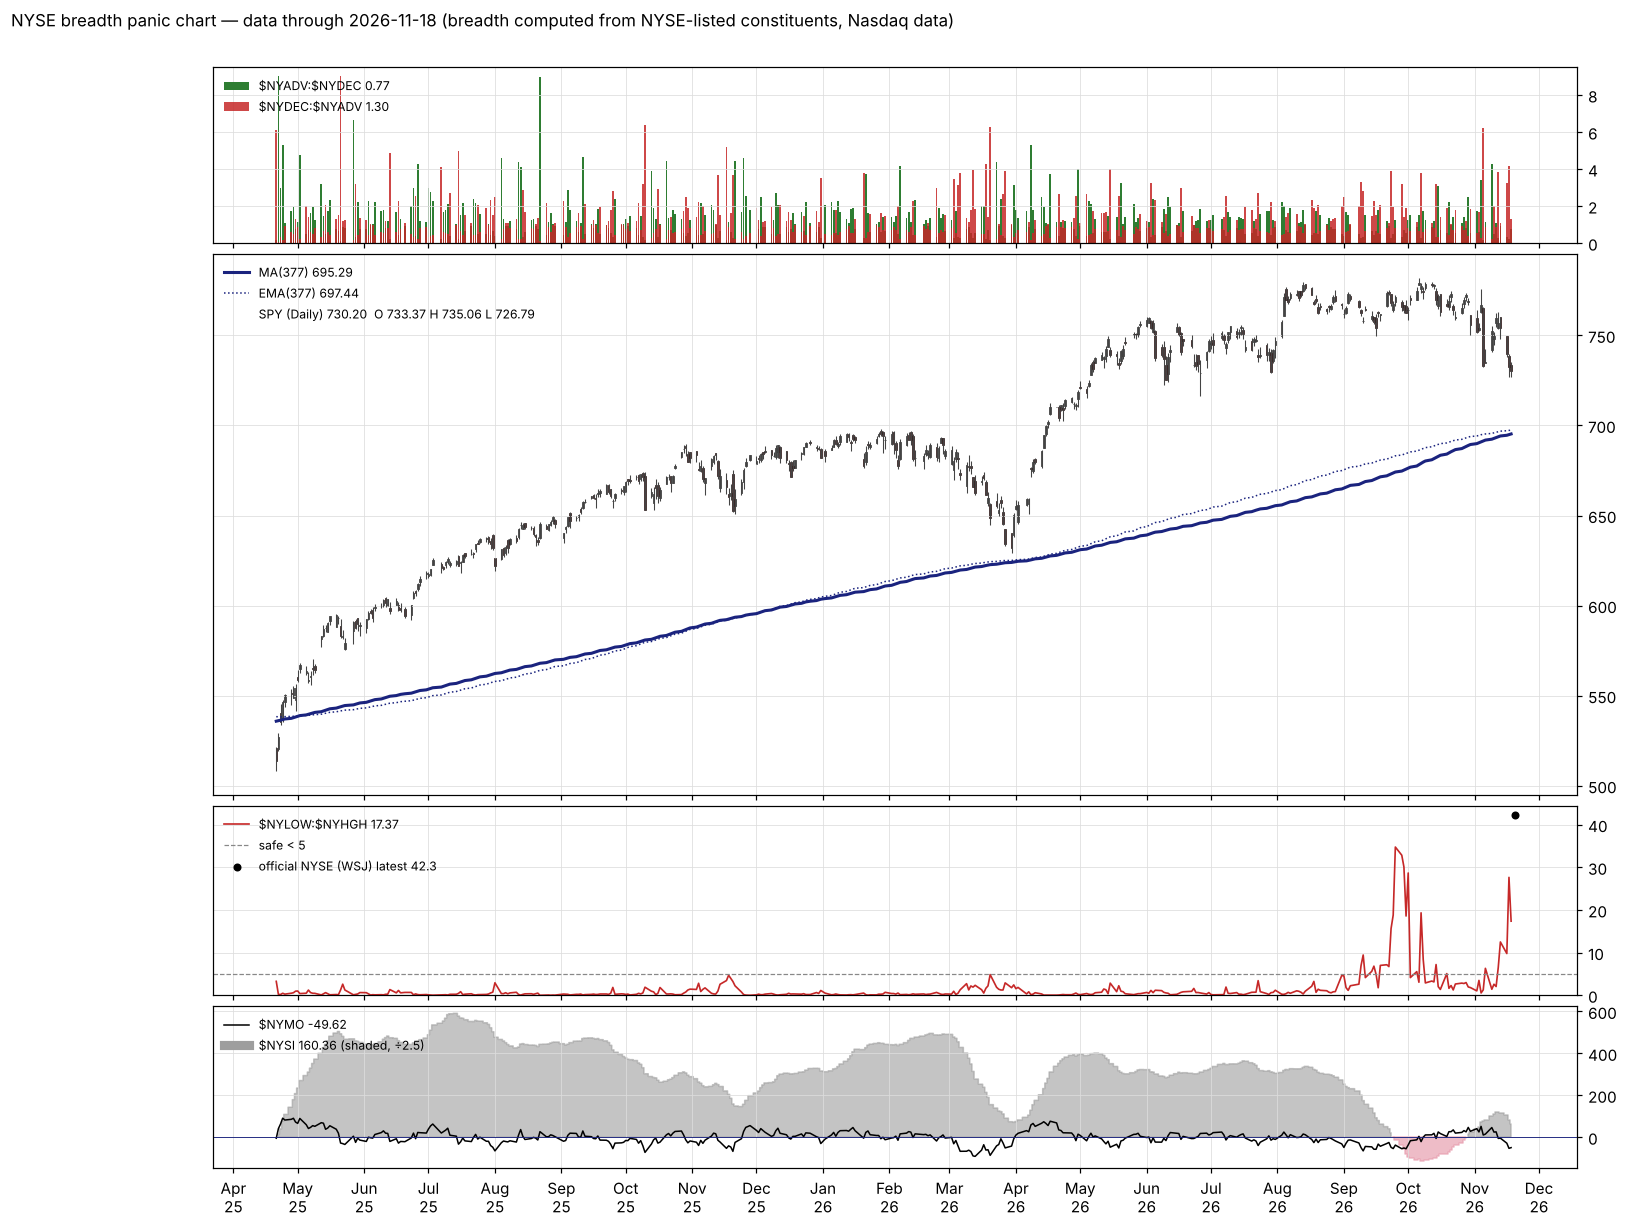 NYSE breadth panic chart — data through 2026-11-18 (breadth computed from NYSE-listed constituents, Nasdaq data)
$NYADV:$NYDEC 0.77
$NYDEC:$NYADV 1.30
8
6
4
2
0
MA(377) 695.29
EMA(377) 697.44
SPY (Daily) 730.20 O 733.37 H 735.06 L 726.79
750
700
650
600
550
500
$NYLOW:$NYHGH 17.37
safe < 5
official NYSE (WSJ) latest 42.3
40
30
20
10
0
$NYMO -49.62
$NYSI 160.36 (shaded, ÷2.5)
600
400
200
0
Apr May Jun Jul Aug Sep Oct Nov Dec Jan Feb Mar Apr May Jun Jul Aug Sep Oct Nov Dec
25 25 25 25 25 25 25 25 25 26 26 26 26 26 26 26 26 26 26 26 26